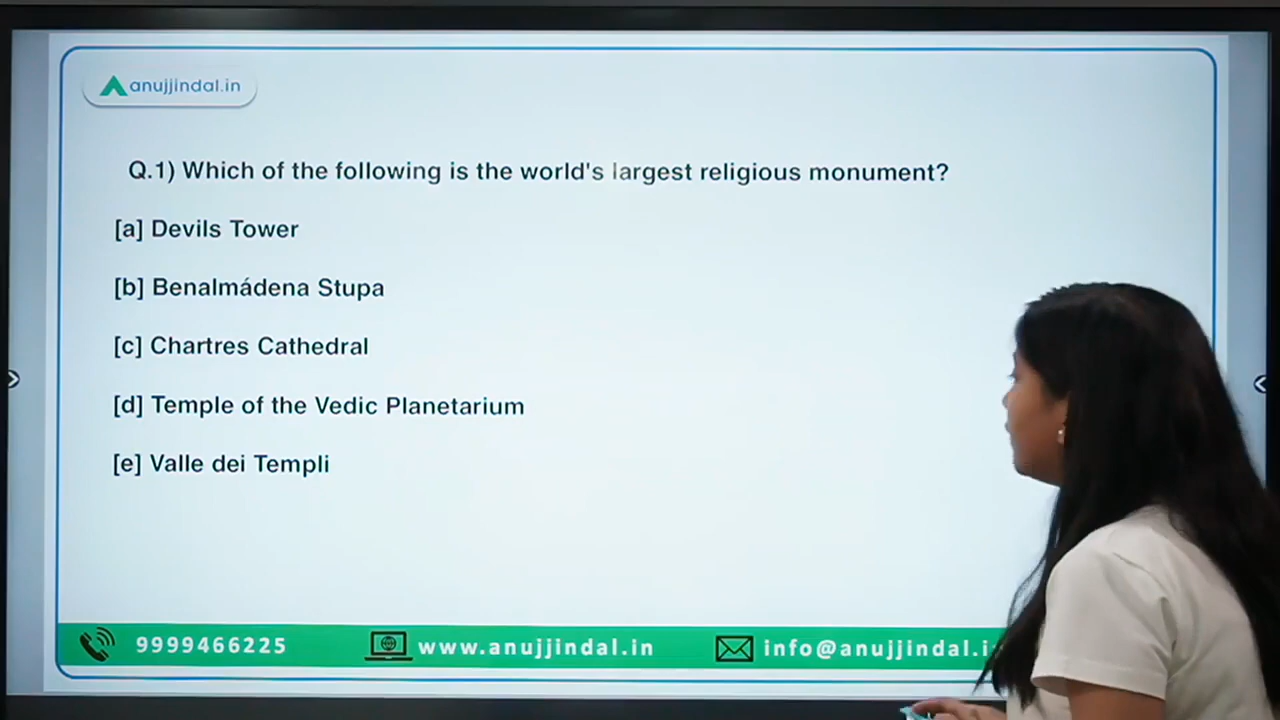 anujjindal.in
Q.1) Which of the following is the world's largest religious monument?
[a] Devils Tower
[b] Benalmádena Stupa
[c] Chartres Cathedral
[d] Temple of the Vedic Planetarium
[e] Valle dei Templi
9999466225 www.anujjindal.in info@anujjindal.i